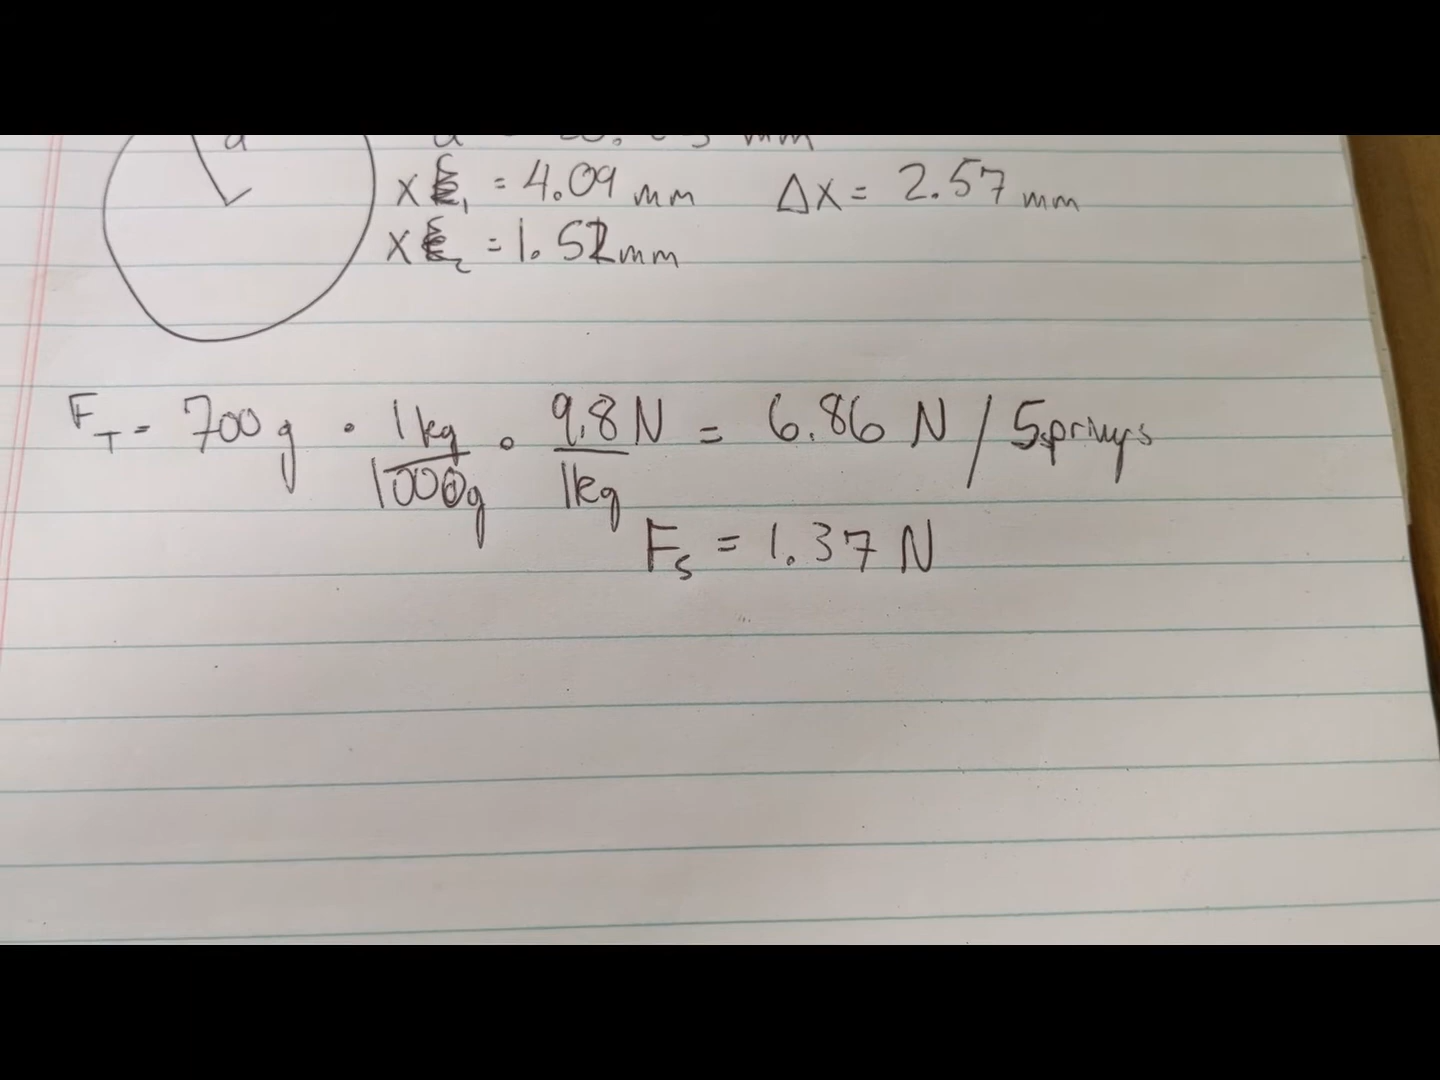 d
x₁ = 4.09 mm Δx = 2.57 mm
x₂ = 1.52 mm
F_T = 700 g · 1 kg / 1000 g · 9.8 N / 1 kg = 6.86 N / 5 springs
F_s = 1.37 N